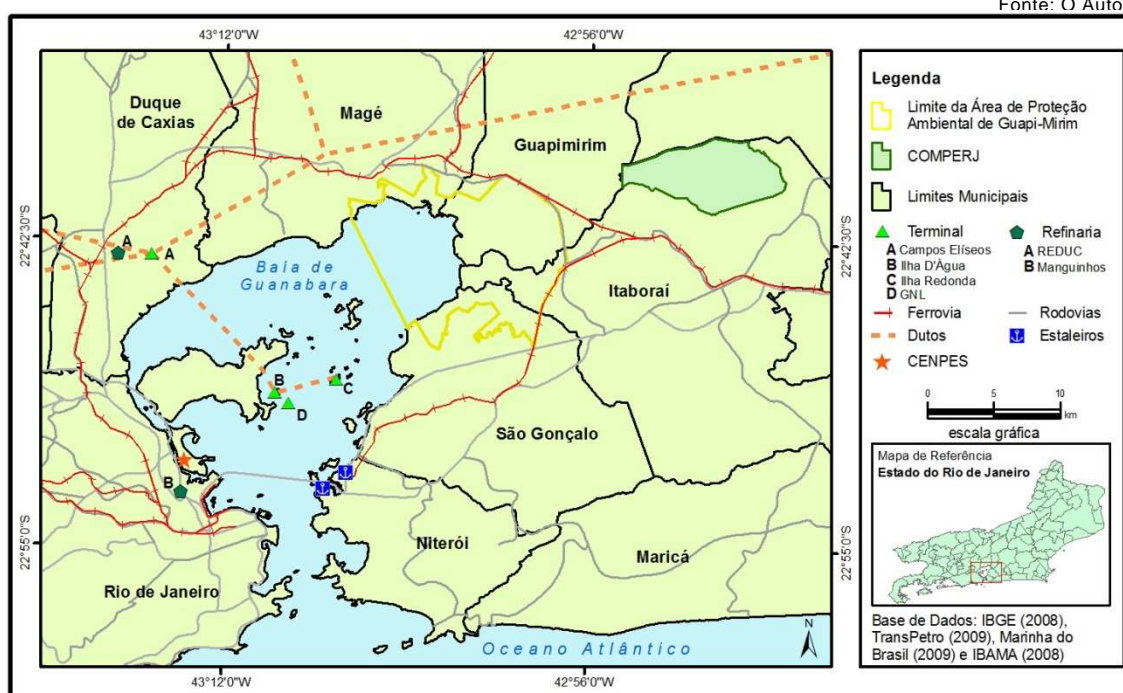 Fonte: O Auto
43°12'0"W
42°56'0"W
Duque
de Caxias
Magé
Guapimirim
22°42'30"S
22°42'30"S
A
A
Baía de
Guanabara
Itaboraí
B
C
D
São Gonçalo
B
22°55'0"S
22°55'0"S
Niterói
Maricá
Rio de Janeiro
Oceano Atlântico
N
43°12'0"W
42°56'0"W
Legenda
Limite da Área de Proteção
Ambiental de Guapi-Mirim
COMPERJ
Limites Municipais
Terminal
A Campos Elíseos
B Ilha D'Água
C Ilha Redonda
D GNL
Refinaria
A REDUC
B Manguinhos
Ferrovia
Rodovias
Dutos
Estaleiros
CENPES
0 5 10
km
escala gráfica
Mapa de Referência
Estado do Rio de Janeiro
Base de Dados: IBGE (2008),
TransPetro (2009), Marinha do
Brasil (2009) e IBAMA (2008)